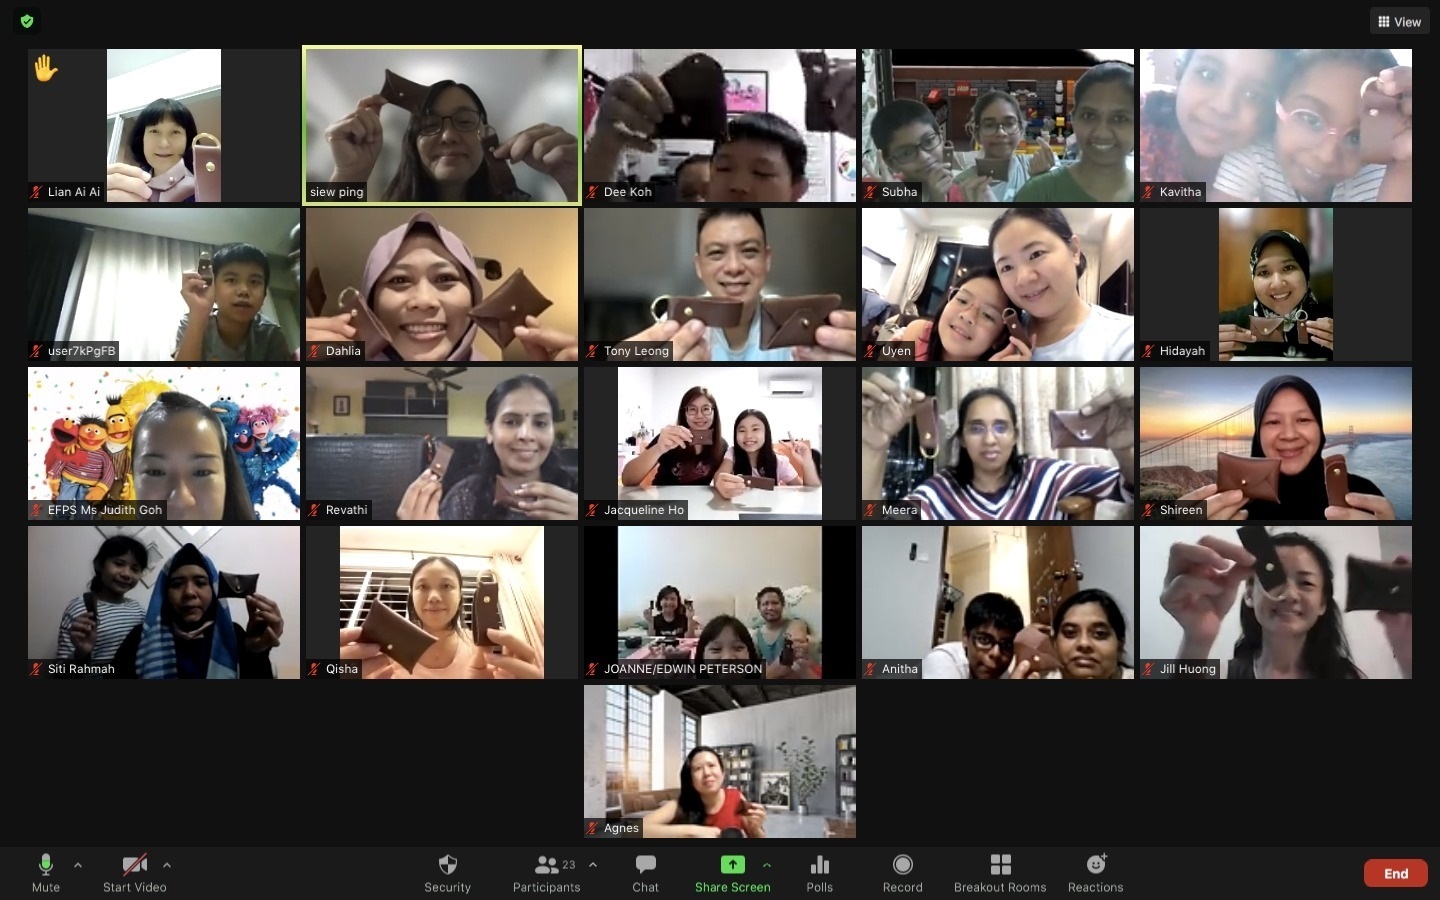 View
Lian Ai Ai
siew ping
Dee Koh
Subha
Kavitha
user7kPgFB
Dahlia
Tony Leong
Uyen
Hidayah
EFPS Ms Judith Goh
Revathi
Jacqueline Ho
Meera
Shireen
Siti Rahmah
Qisha
JOANNE/EDWIN PETERSON
Anitha
Jill Huong
Agnes
Mute
Start Video
Security
Participants
23
Chat
Share Screen
Polls
Record
Breakout Rooms
Reactions
End